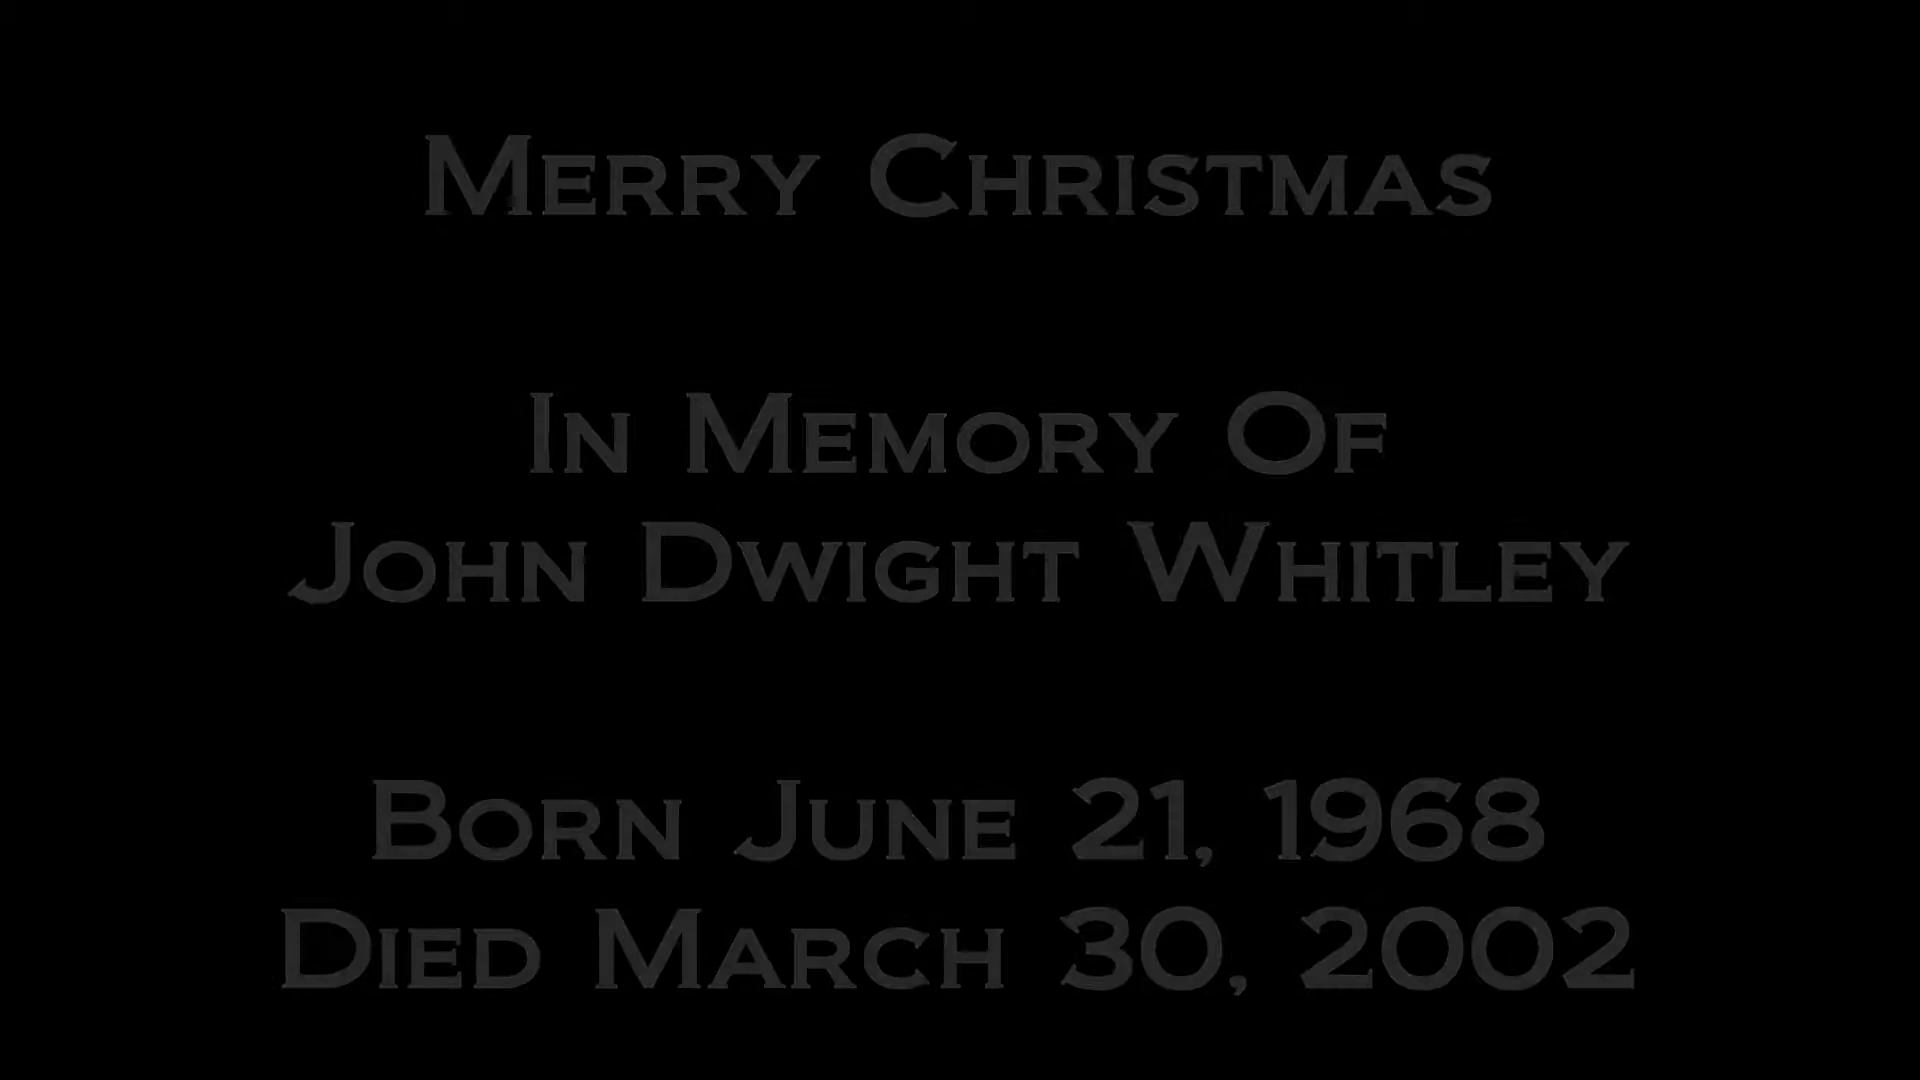 Merry Christmas
In Memory Of
John Dwight Whitley
Born June 21, 1968
Died March 30, 2002